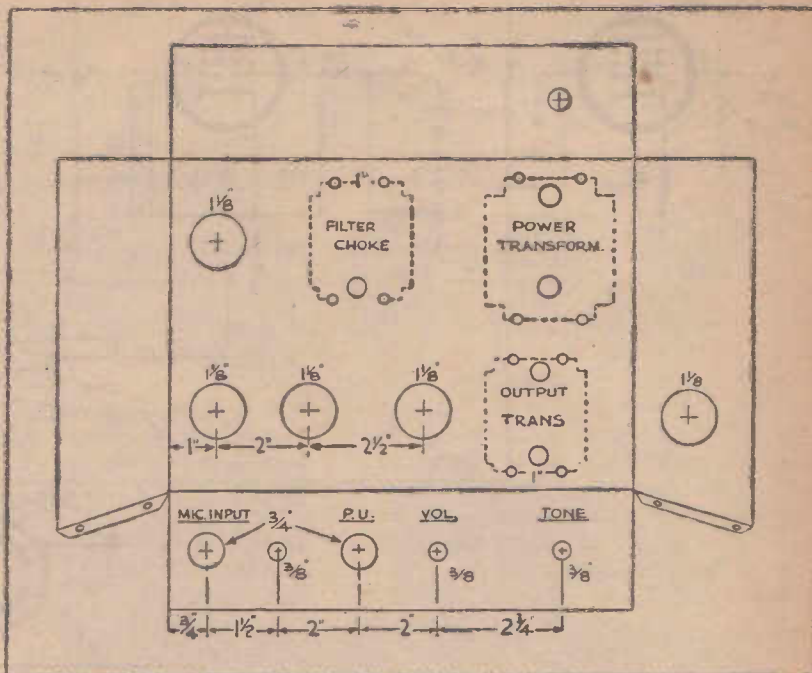 1"
1⅛"
FILTER
CHOKE
POWER
TRANSFORM.
1⅛"
1⅛"
1⅛"
1⅛
OUTPUT
TRANS
1"
2"
2½"
MIC. INPUT
¾"
P.U.
VOL.
TONE
⅜"
⅜
⅜"
¾"
1½"
2"
2"
2¾"